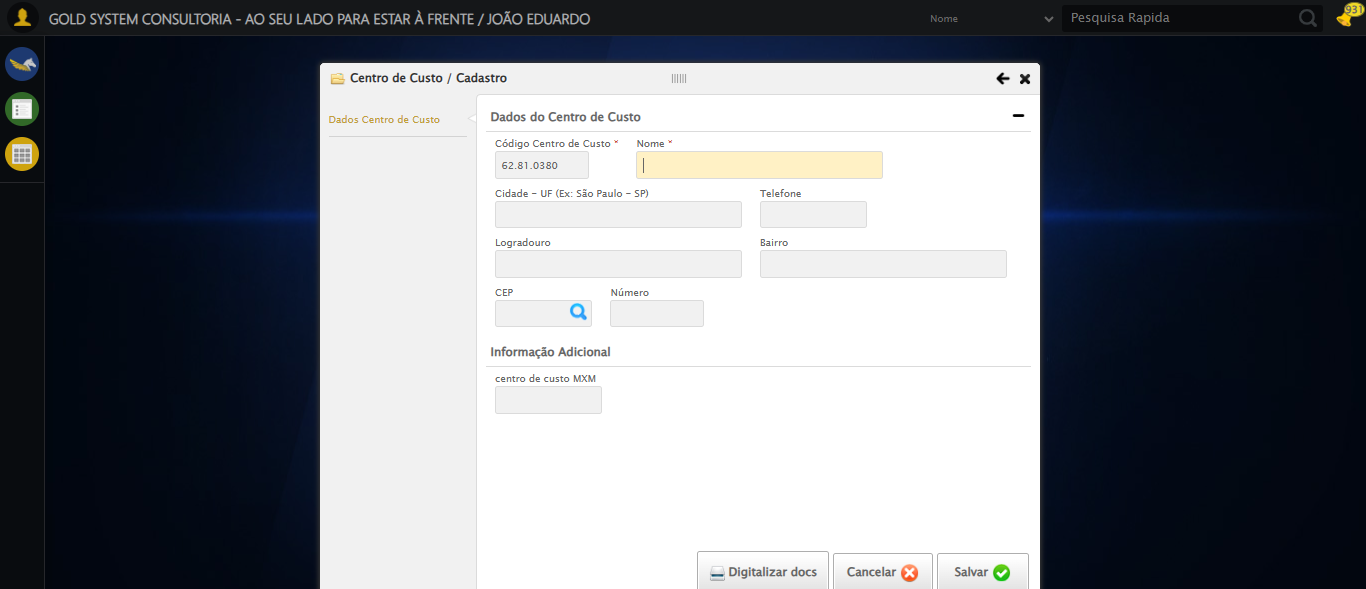 GOLD SYSTEM CONSULTORIA - AO SEU LADO PARA ESTAR À FRENTE / JOÃO EDUARDO
Nome
Pesquisa Rapida
931
Centro de Custo / Cadastro
Dados Centro de Custo
Dados do Centro de Custo
Código Centro de Custo * Nome *
62.81.0380
Cidade - UF (Ex: São Paulo - SP) Telefone
Logradouro Bairro
CEP Número
Informação Adicional
centro de custo MXM
Digitalizar docs Cancelar Salvar